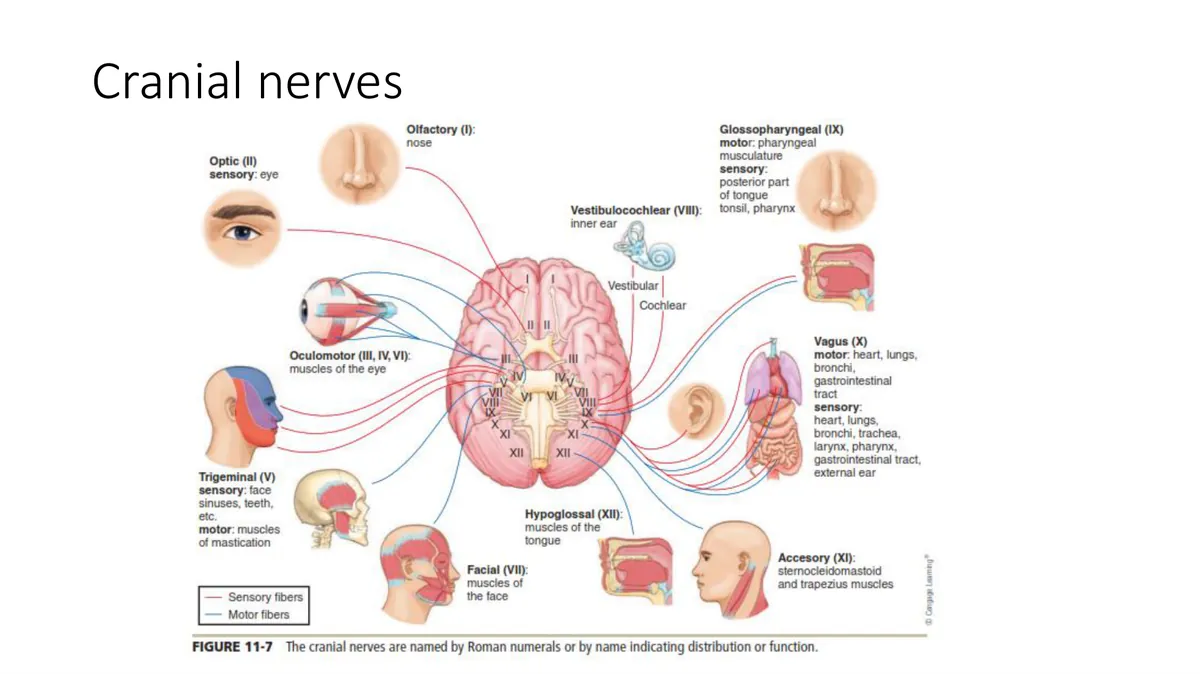 Cranial nerves
Olfactory (I):
nose
Optic (II)
sensory: eye
Glossopharyngeal (IX)
motor: pharyngeal
musculature
sensory:
posterior part
of tongue
tonsil, pharynx
Vestibulocochlear (VIII):
inner ear
Vestibular
Cochlear
I I
II II
III III
IV IV
V V
VI VI
VII VII
VIII VIII
IX IX
X X
XI XI
XII XII
Oculomotor (III, IV, VI):
muscles of the eye
Vagus (X)
motor: heart, lungs,
bronchi,
gastrointestinal
tract
sensory:
heart, lungs,
bronchi, trachea,
larynx, pharynx,
gastrointestinal tract,
external ear
Trigeminal (V)
sensory: face
sinuses, teeth,
etc.
motor: muscles
of mastication
Hypoglossal (XII):
muscles of the
tongue
Facial (VII):
muscles of
the face
Accesory (XI):
sternocleidomastoid
and trapezius muscles
Sensory fibers
Motor fibers
© Cengage Learning®
FIGURE 11-7 The cranial nerves are named by Roman numerals or by name indicating distribution or function.